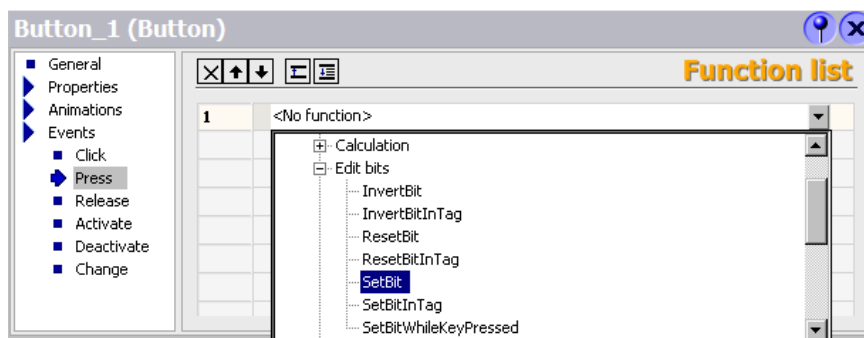 Button_1 (Button)
General
Properties
Animations
Events
Click
Press
Release
Activate
Deactivate
Change
Function list
1
<No function>
Calculation
Edit bits
InvertBit
InvertBitInTag
ResetBit
ResetBitInTag
SetBit
SetBitInTag
SetBitWhileKeyPressed